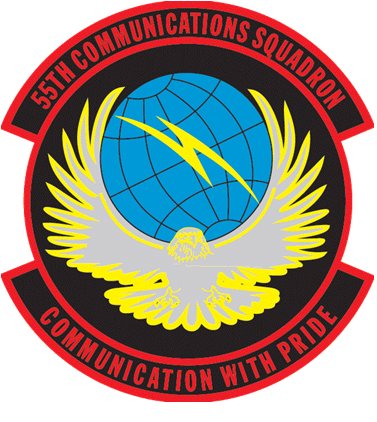 55TH COMMUNICATIONS SQUADRON
COMMUNICATION WITH PRIDE